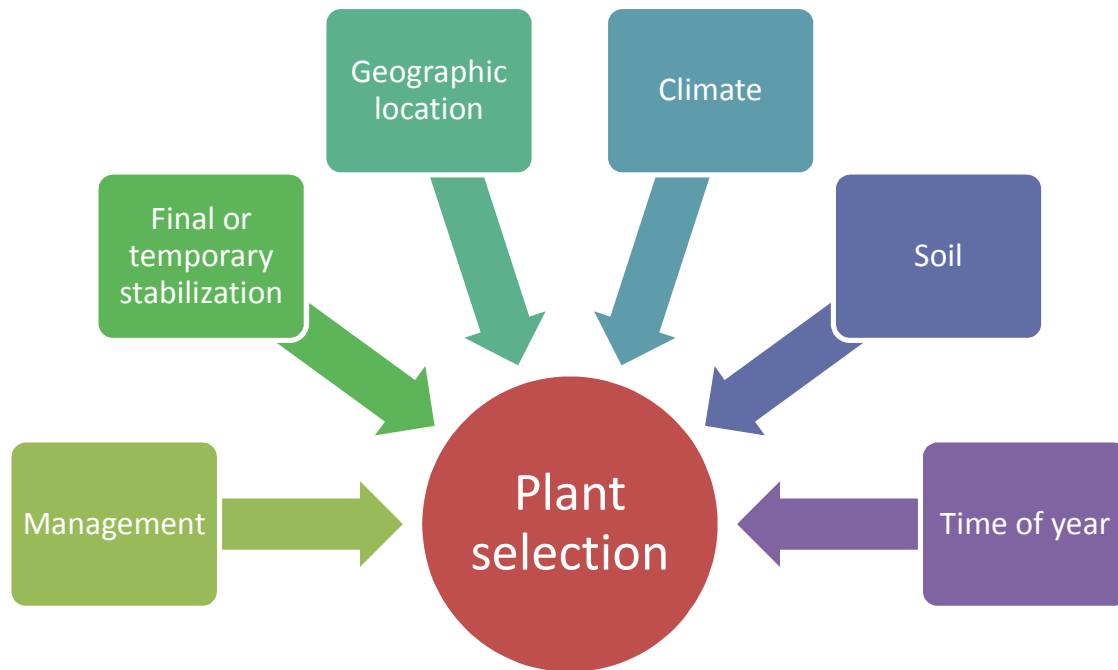 Geographic
location
Climate
Final or
temporary
stabilization
Soil
Management
Plant
selection
Time of year